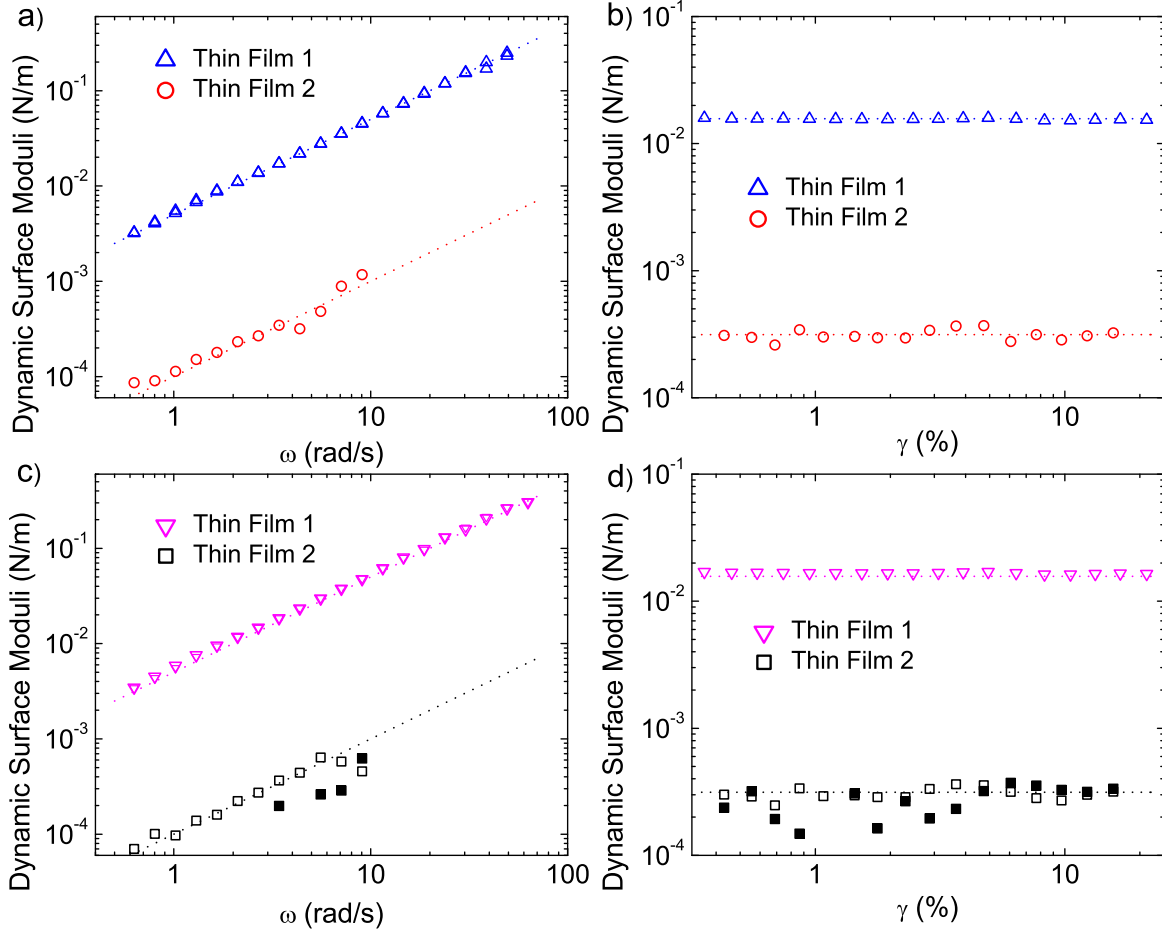 a)
Dynamic Surface Moduli (N/m)
10⁻¹
10⁻²
10⁻³
10⁻⁴
Thin Film 1
Thin Film 2
1 10 100
ω (rad/s)
b)
Dynamic Surface Moduli (N/m)
10⁻¹
10⁻²
10⁻³
10⁻⁴
Thin Film 1
Thin Film 2
1 10
γ (%)
c)
Dynamic Surface Moduli (N/m)
10⁻¹
10⁻²
10⁻³
10⁻⁴
Thin Film 1
Thin Film 2
1 10 100
ω (rad/s)
d)
Dynamic Surface Moduli (N/m)
10⁻¹
10⁻²
10⁻³
10⁻⁴
Thin Film 1
Thin Film 2
1 10
γ (%)